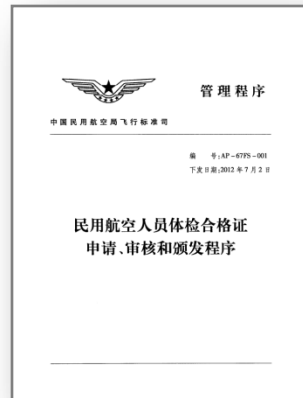 管理程序
中国民用航空局飞行标准司
编 号:AP-67FS-001
下发日期:2012年7月2日
民用航空人员体检合格证
申请、审核和颁发程序